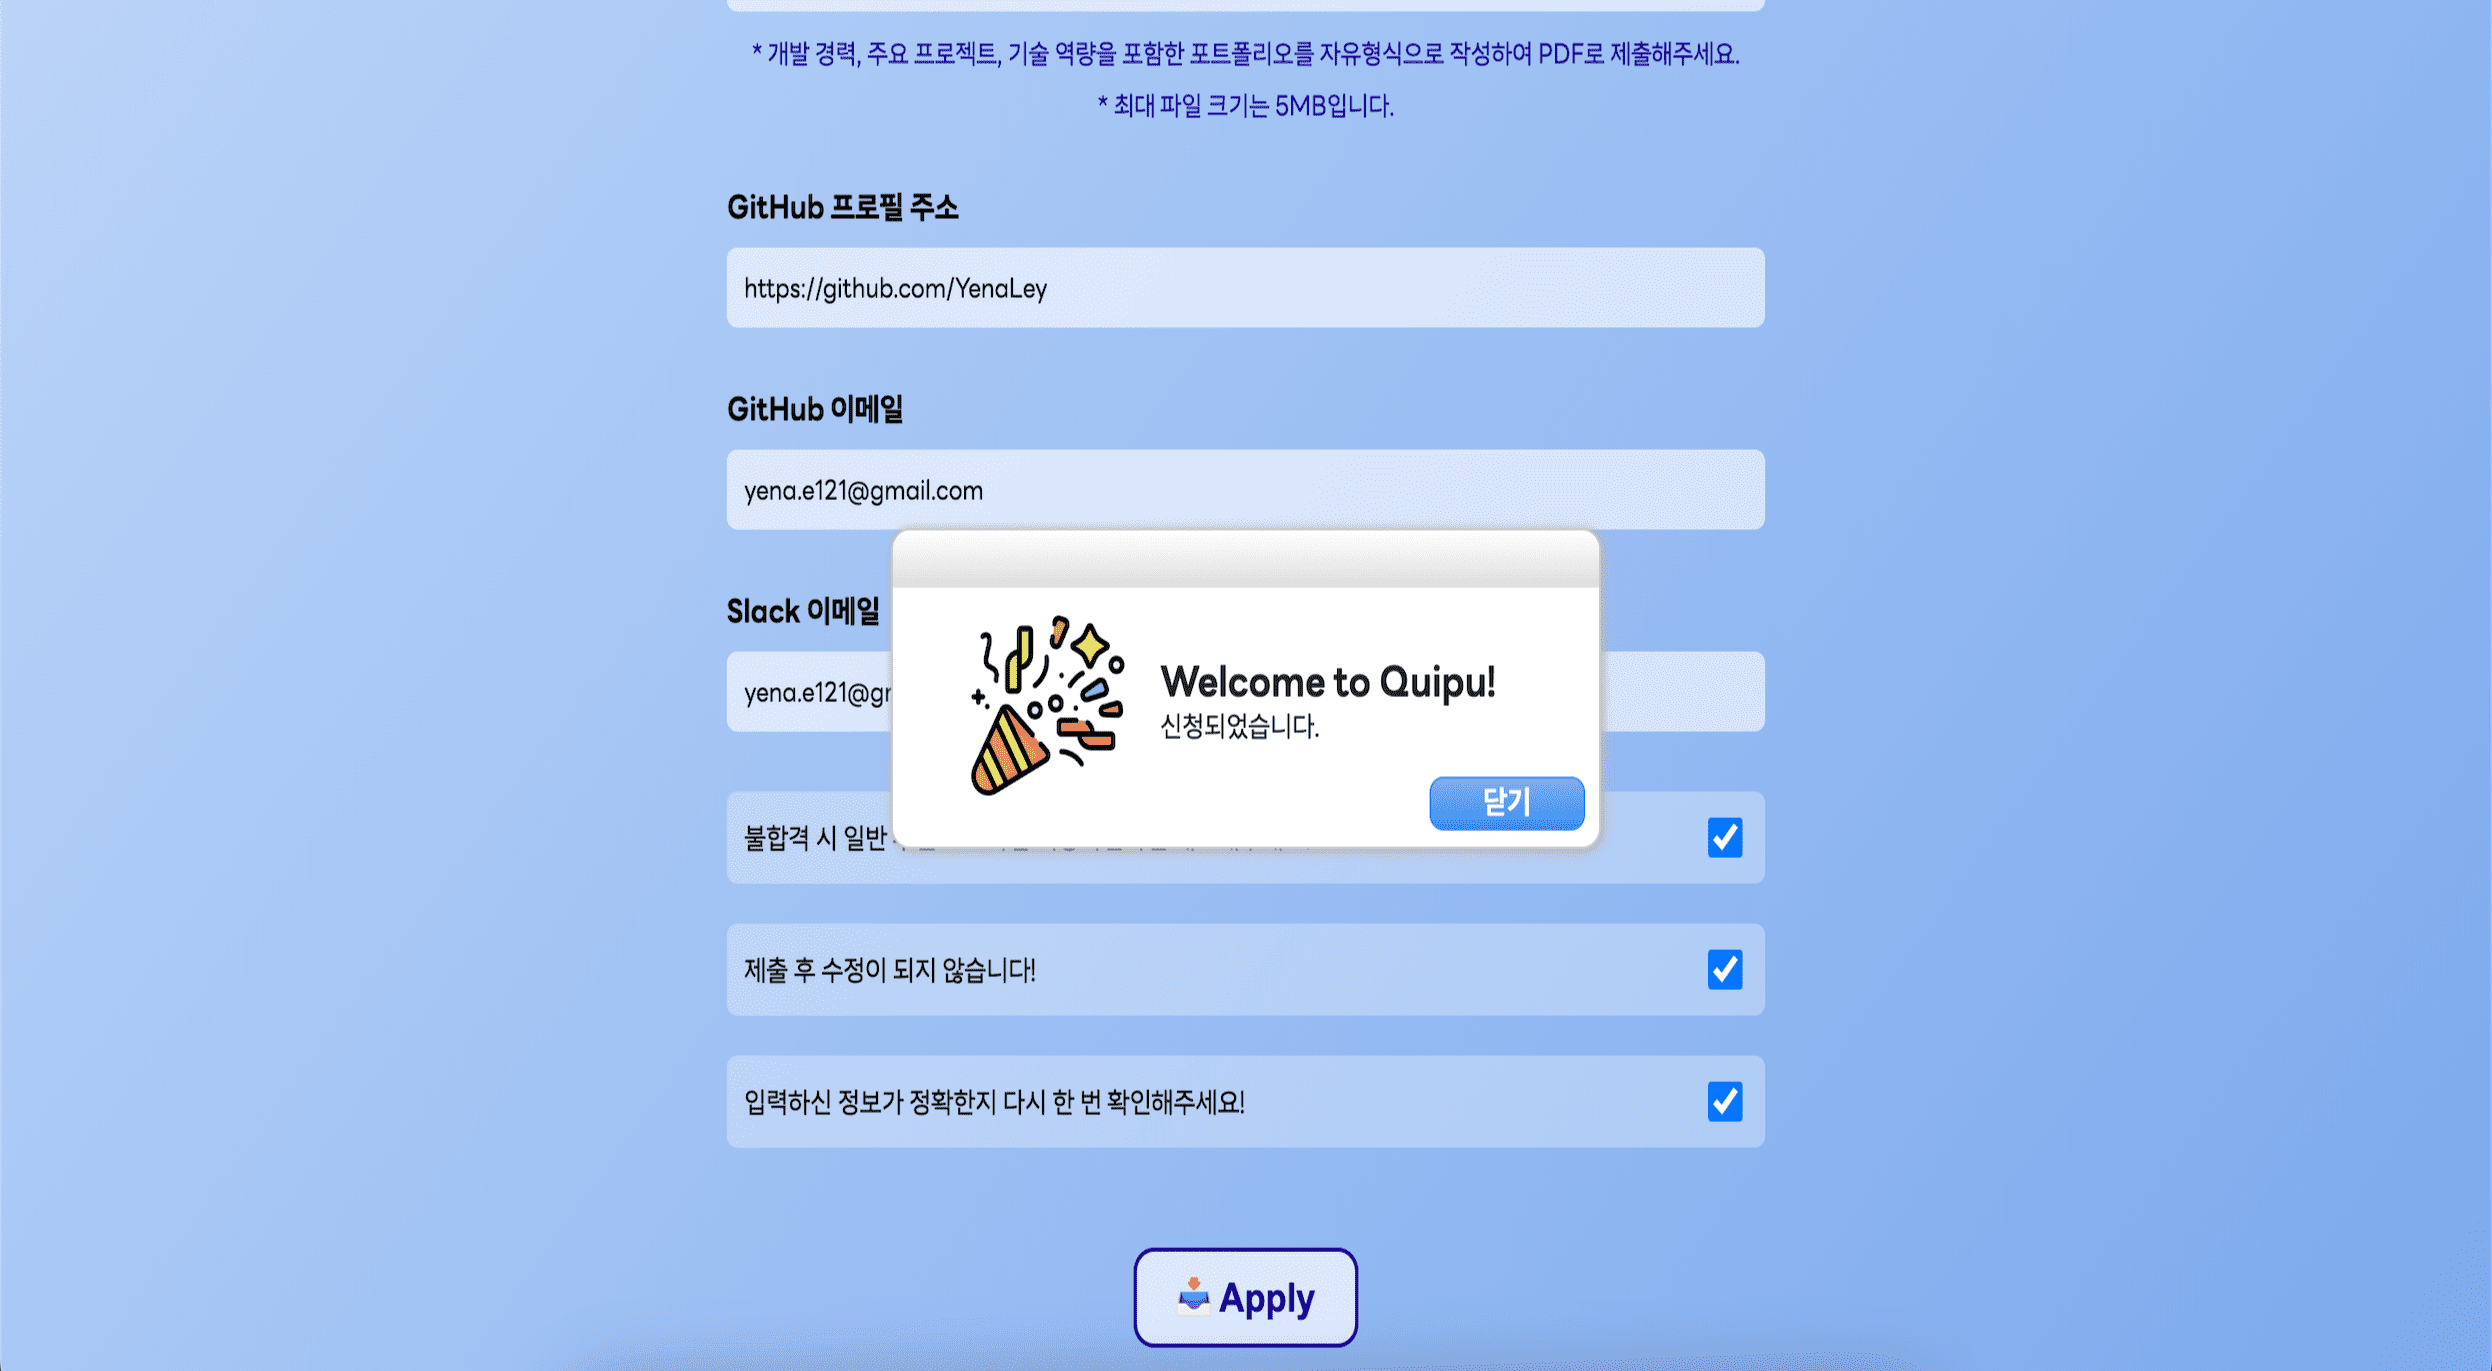 * 개발 경력, 주요 프로젝트, 기술 역량을 포함한 포트폴리오를 자유형식으로 작성하여 PDF로 제출해주세요.
* 최대 파일 크기는 5MB입니다.
GitHub 프로필 주소
https://github.com/YenaLey
GitHub 이메일
yena.e121@gmail.com
Slack 이메일
yena.e121@gr
Welcome to Quipu!
신청되었습니다.
닫기
불합격 시 일반
제출 후 수정이 되지 않습니다!
입력하신 정보가 정확한지 다시 한 번 확인해주세요!
Apply